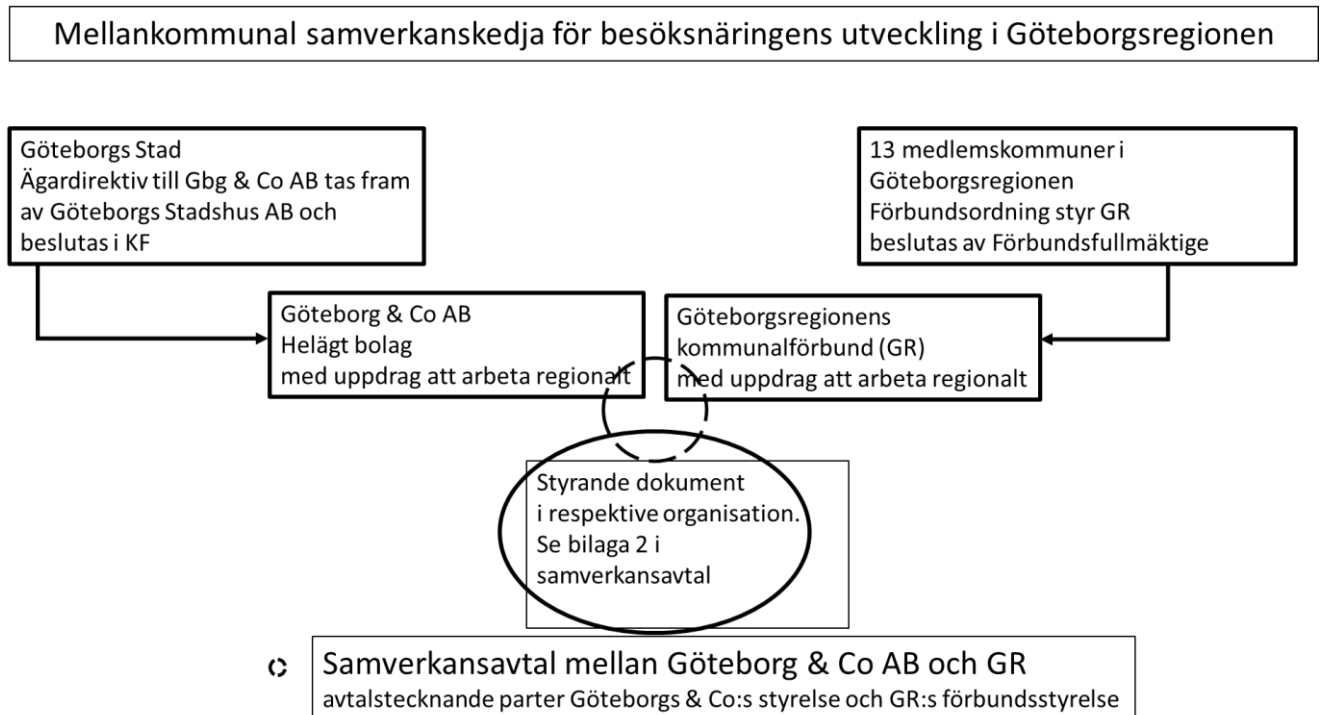 Mellankommunal samverkanskedja för besöksnäringens utveckling i Göteborgsregionen
Göteborgs Stad
Ägardirektiv till Gbg & Co AB tas fram
av Göteborgs Stadshus AB och
beslutas i KF
13 medlemskommuner i
Göteborgsregionen
Förbundsordning styr GR
beslutas av Förbundsfullmäktige
Göteborg & Co AB
Helägt bolag
med uppdrag att arbeta regionalt
Göteborgsregionens
kommunalförbund (GR)
med uppdrag att arbeta regionalt
Styrande dokument
i respektive organisation.
Se bilaga 2 i
samverkansavtal
Samverkansavtal mellan Göteborg & Co AB och GR
avtalstecknande parter Göteborgs & Co:s styrelse och GR:s förbundsstyrelse